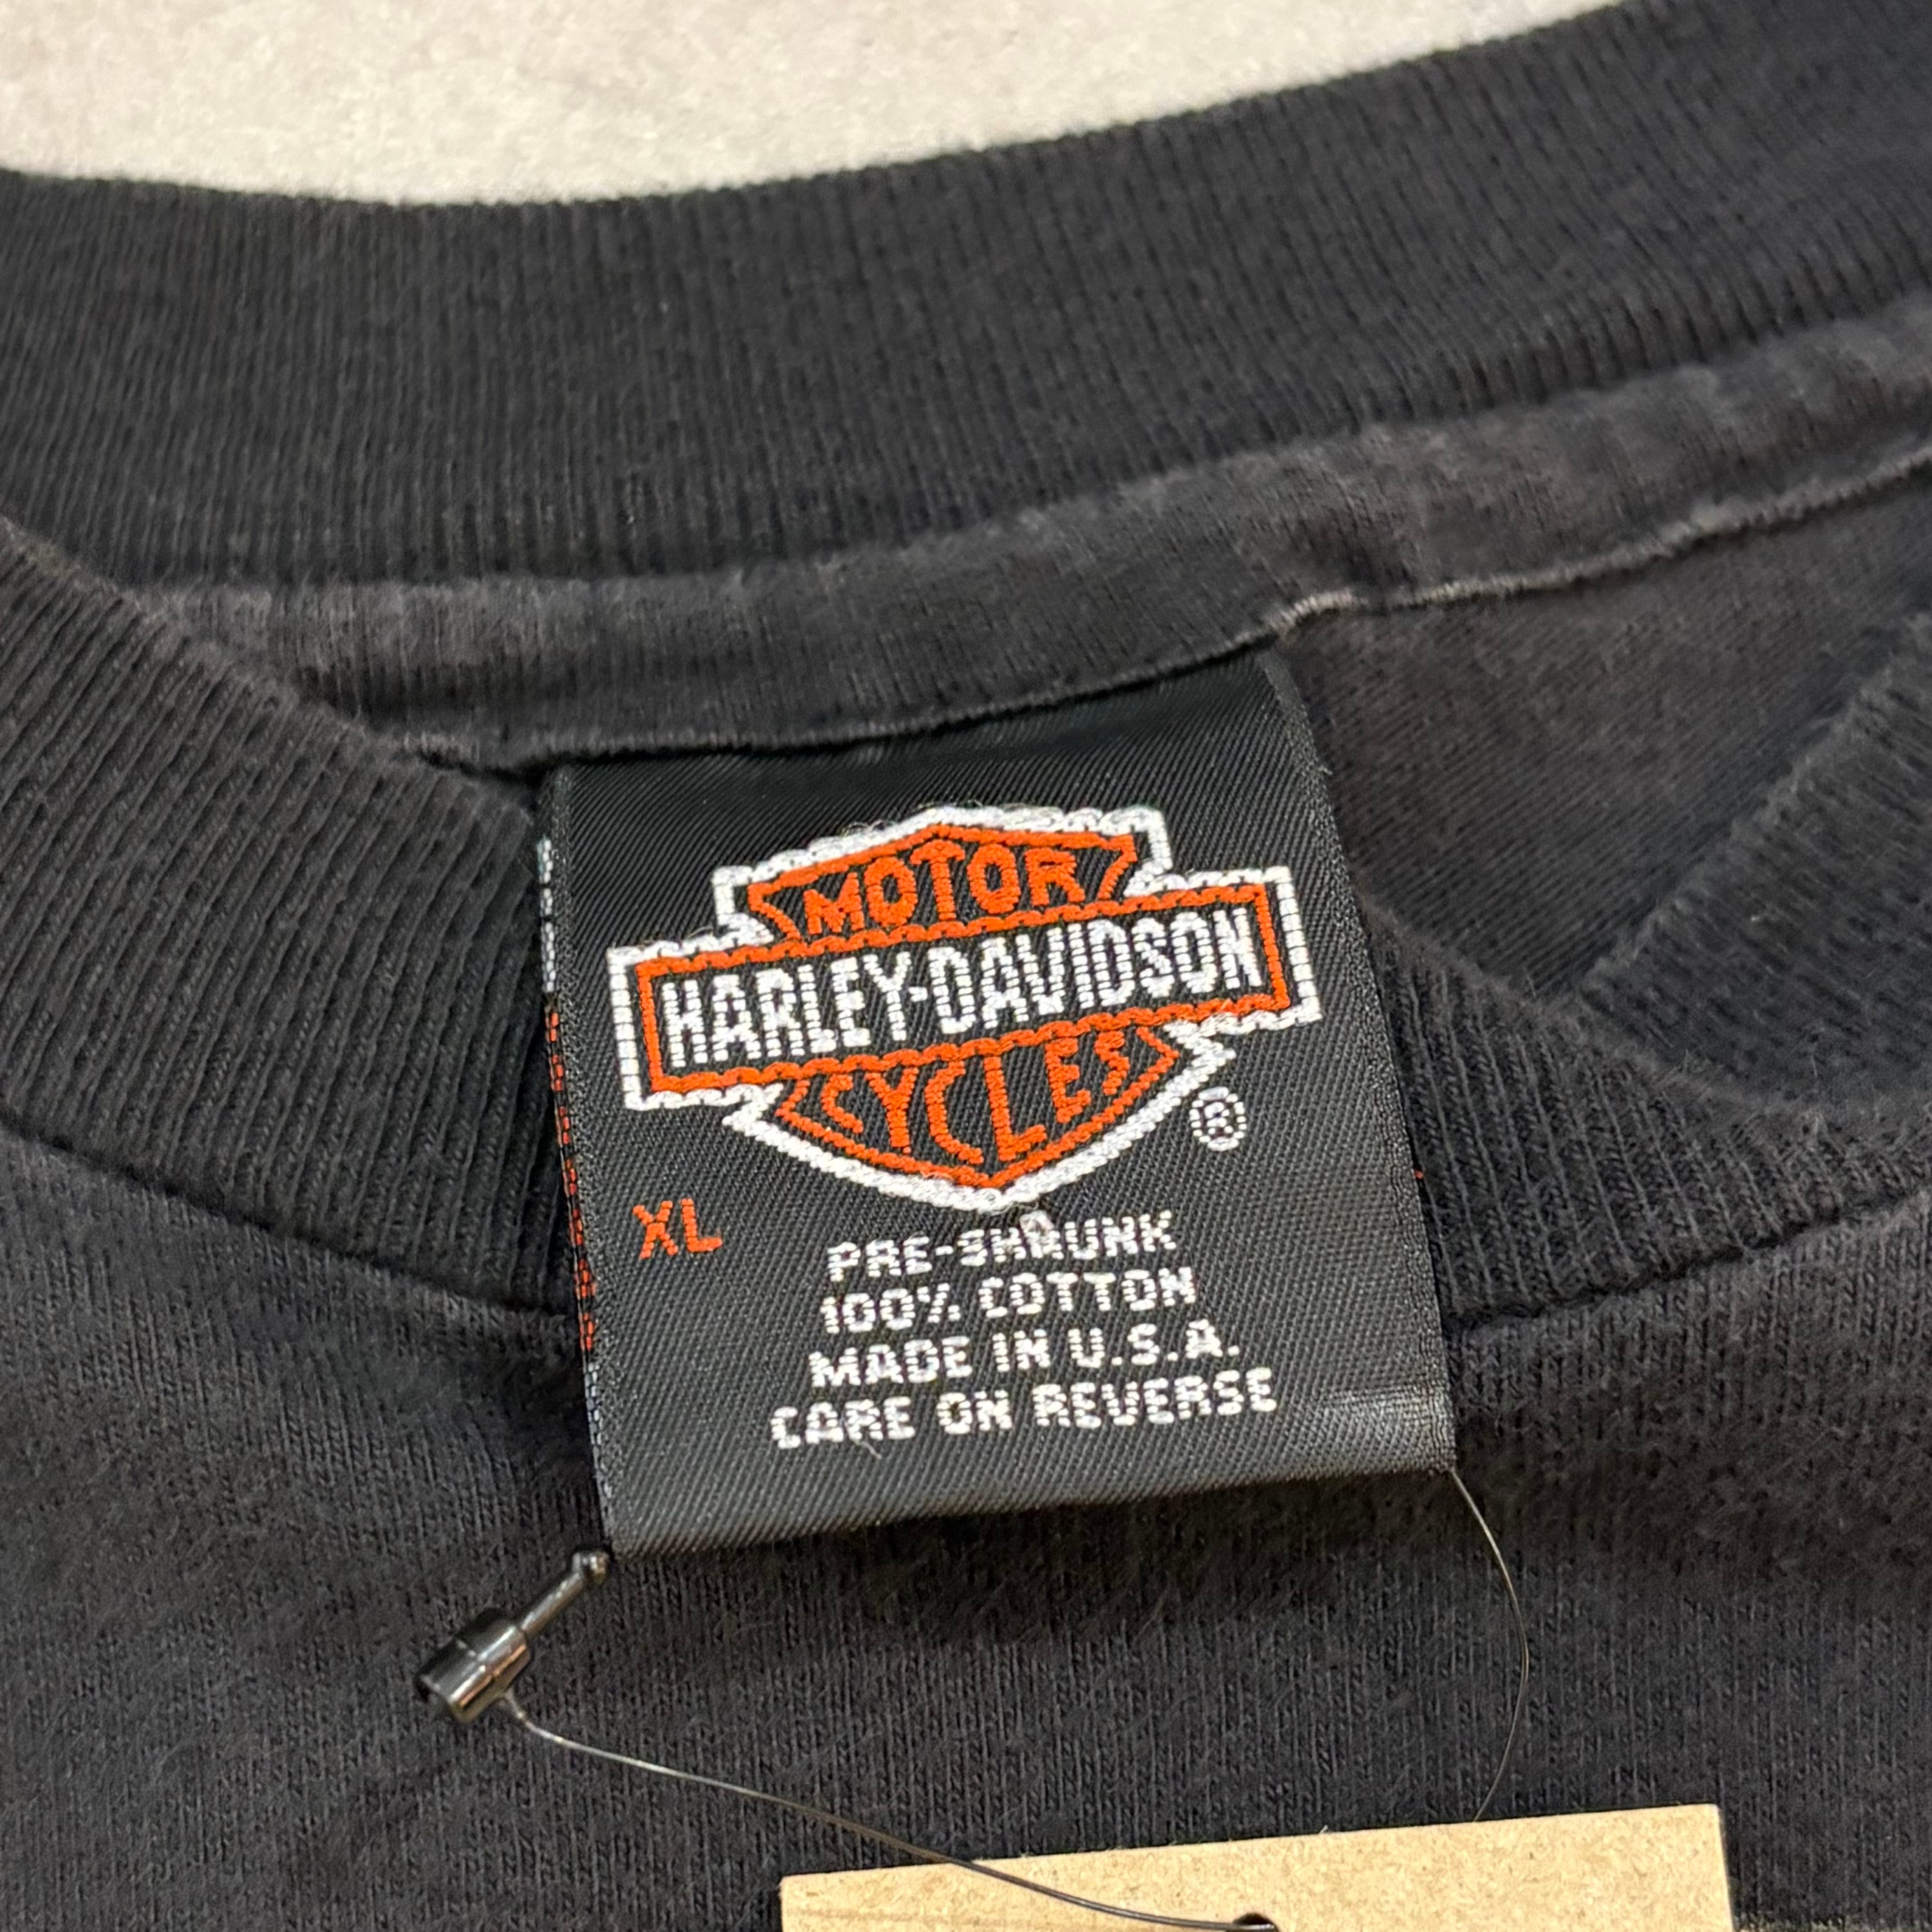 MOTOR
HARLEY-DAVIDSON
CYCLES
®
XL
PRE-SHRUNK
100% COTTON
MADE IN U.S.A.
CARE ON REVERSE